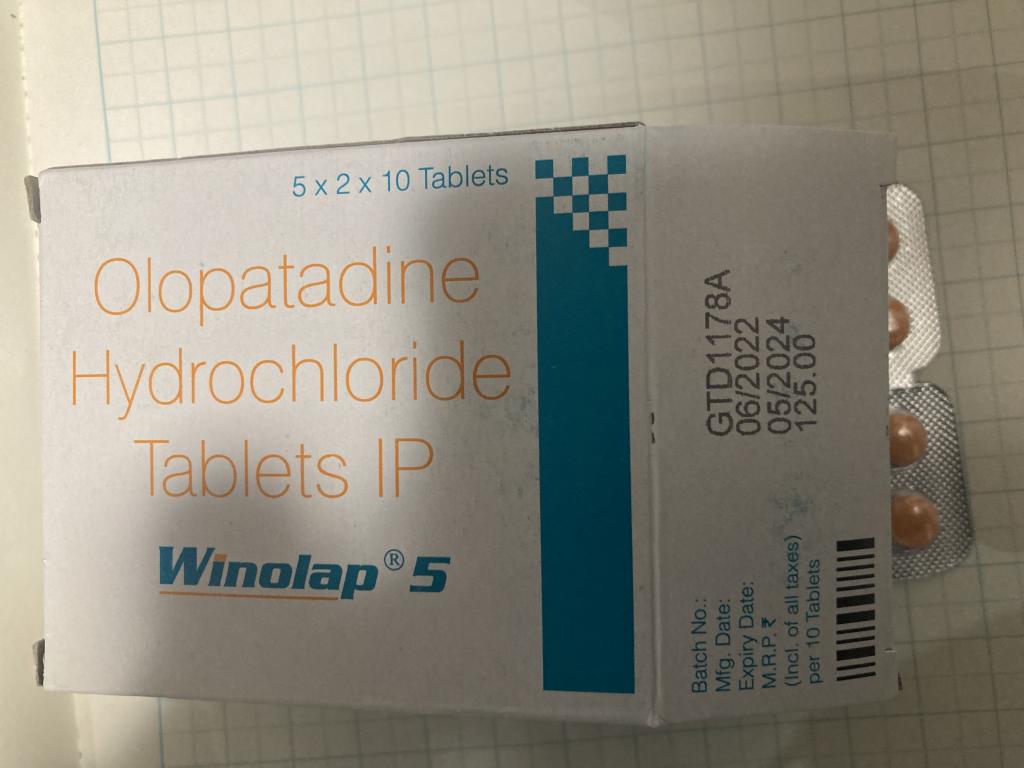 5 x 2 x 10 Tablets
Olopatadine
Hydrochloride
Tablets IP
Winolap® 5
Batch No.: GTD1178A
Mfg. Date: 06/2022
Expiry Date: 05/2024
M.R.P. ₹ 125.00
(Incl. of all taxes)
per 10 Tablets